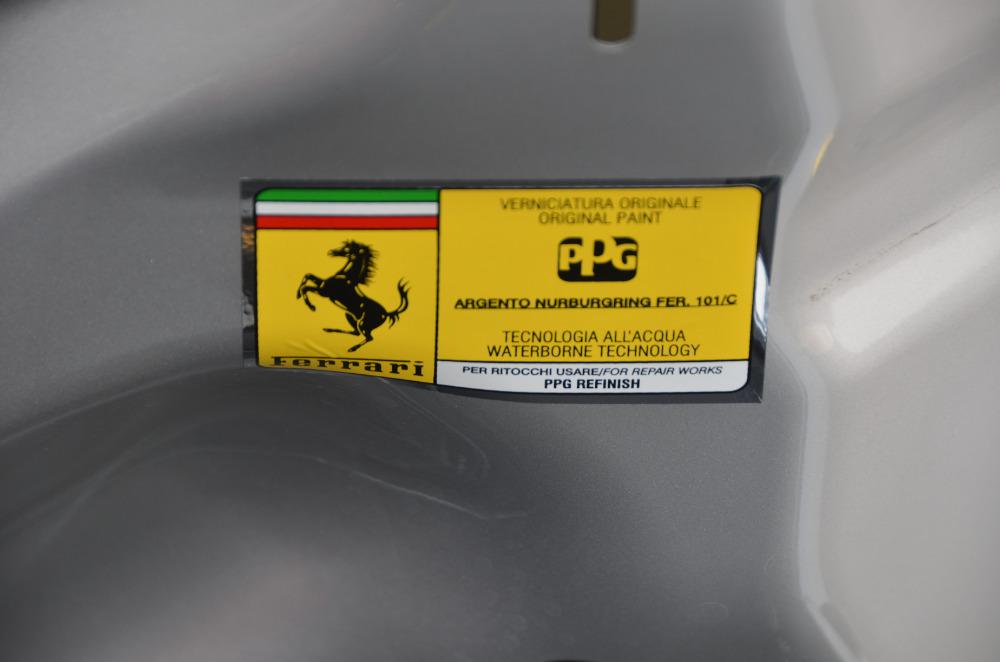 VERNICIATURA ORIGINALE
ORIGINAL PAINT
PPG
ARGENTO NURBURGRING FER. 101/C
TECNOLOGIA ALL'ACQUA
WATERBORNE TECHNOLOGY
Ferrari
PER RITOCCHI USARE/FOR REPAIR WORKS
PPG REFINISH